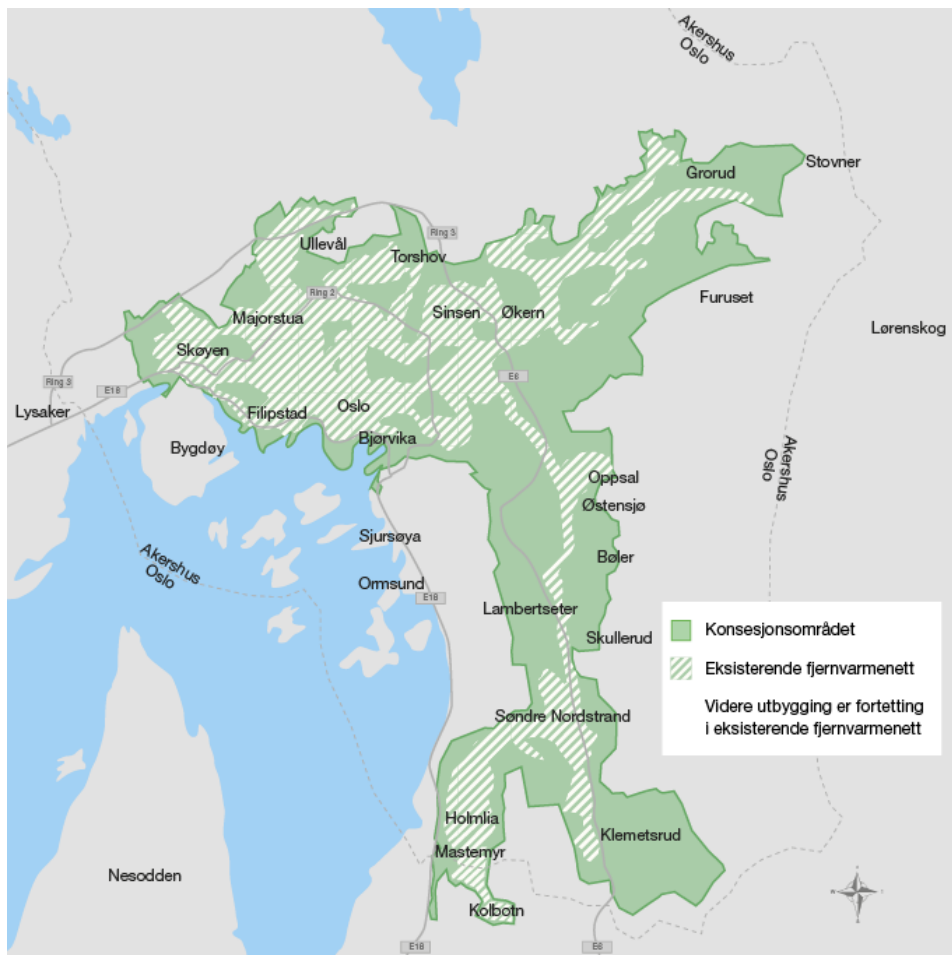 Akershus
Oslo
Stovner
Grorud
Ring 3
Ullevål
Torshov
Furuset
Ring 2
Majorstua
Sinsen
Økern
Lørenskog
Skøyen
Ring 3
E18
E6
Lysaker
Filipstad
Oslo
Bjørvika
Bygdøy
Akershus
Oslo
Oppsal
Østensjø
Sjursøya
Akershus
Oslo
Bøler
Ormsund
E18
Lambertseter
Skullerud
Konsesjonsområdet
Eksisterende fjernvarmenett
Videre utbygging er fortetting
i eksisterende fjernvarmenett
Søndre Nordstrand
Holmlia
Klemetsrud
Mastemyr
Nesodden
Kolbotn
E18
E6